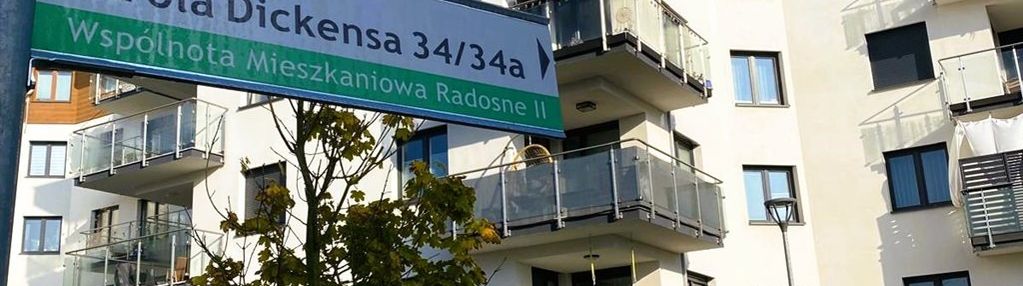 Dickensa 34/34a
Wspólnota Mieszkaniowa Radosne II